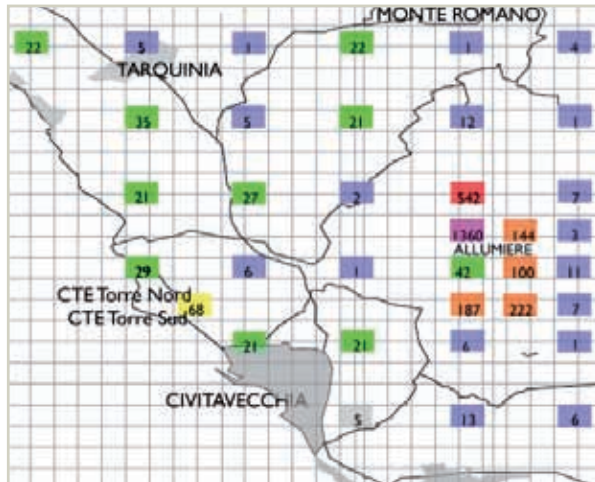 MONTE ROMANO
22 5 1 22 1 4
TARQUINIA
35 5 21 12 1
21 27 2 542 7
1360 144 3
ALLUMIERE
29 6 1 42 100 11
CTE Torre Nord
68 187 222 7
CTE Torre Sud
21 21 6 1
CIVITAVECCHIA
5 13 6